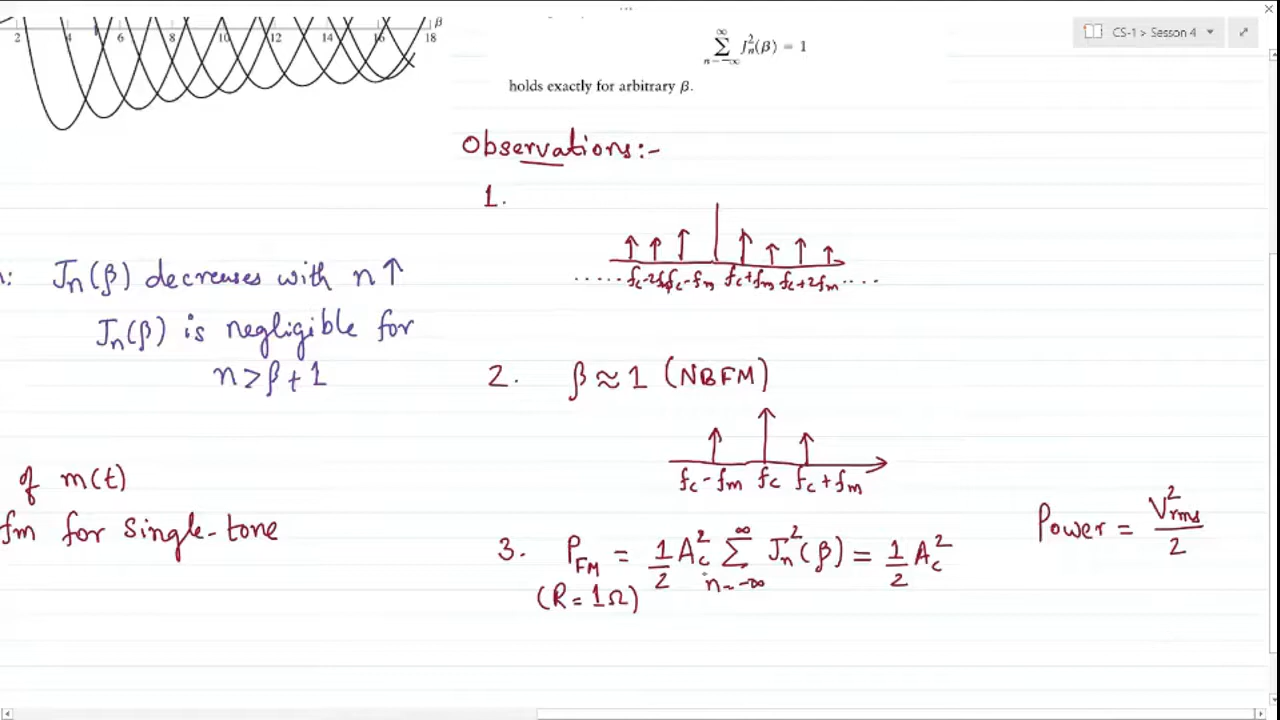 CS-1 > Sesson 4
2 4 6 8 10 12 14 16 18 β
∞
∑ Jₙ²(β) = 1
n=-∞
holds exactly for arbitrary β.
Observations:-
1.
..... fc-2fm fc-fm fc+fm fc+2fm ....
n: Jn(β) decreases with n↑
Jn(β) is negligible for
n>β+1
2. β≈1 (NBFM)
fc-fm fc fc+fm
of m(t)
fm for single-tone
Power = V²rms/2
3. P_FM = 1/2 Ac² ∑_{n=-∞}^{∞} Jn²(β) = 1/2 Ac²
(R=1Ω)